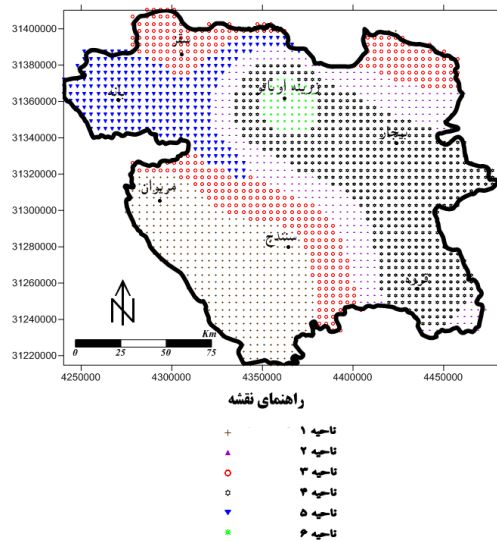 31400000
سقز
31380000
بانه
زرینه اوباتو
31360000
بیجار
31340000
31320000
مریوان
31300000
سنندج
31280000
قروه
31260000
N
31240000
Km
0 25 50 75
31220000
4250000 4300000 4350000 4400000 4450000
راهنمای نقشه
ناحیه ۱
ناحیه ۲
ناحیه ۳
ناحیه ۴
ناحیه ۵
ناحیه ۶